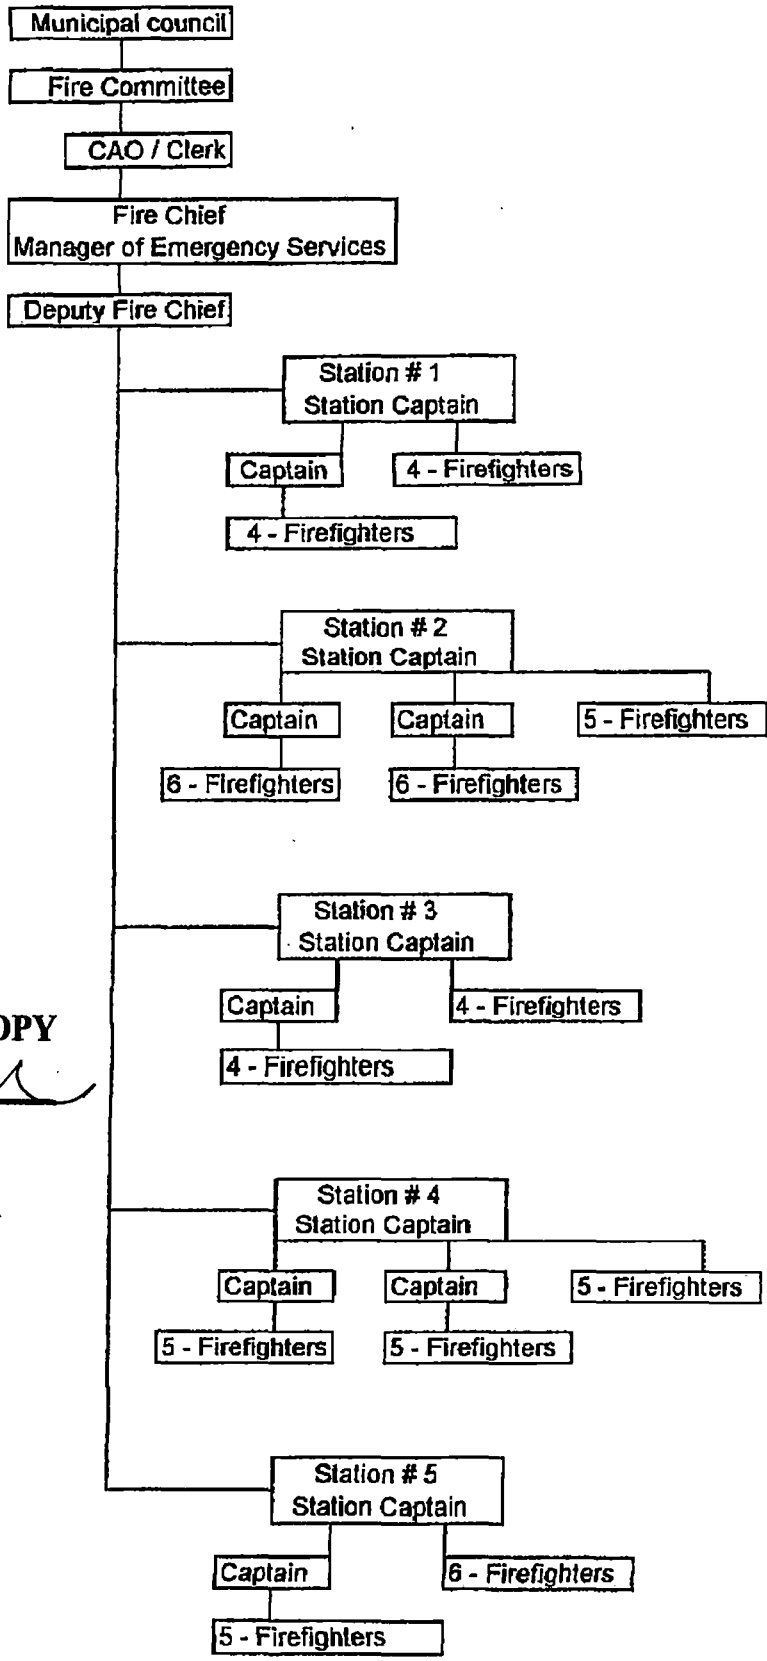 Municipal council
Fire Committee
CAO / Clerk
Fire Chief
Manager of Emergency Services
Deputy Fire Chief
Station # 1
Station Captain
Captain
4 - Firefighters
4 - Firefighters
Station # 2
Station Captain
Captain
Captain
5 - Firefighters
6 - Firefighters
6 - Firefighters
Station # 3
Station Captain
Captain
4 - Firefighters
4 - Firefighters
OPY
Station # 4
Station Captain
Captain
Captain
5 - Firefighters
5 - Firefighters
5 - Firefighters
Station # 5
Station Captain
Captain
6 - Firefighters
5 - Firefighters